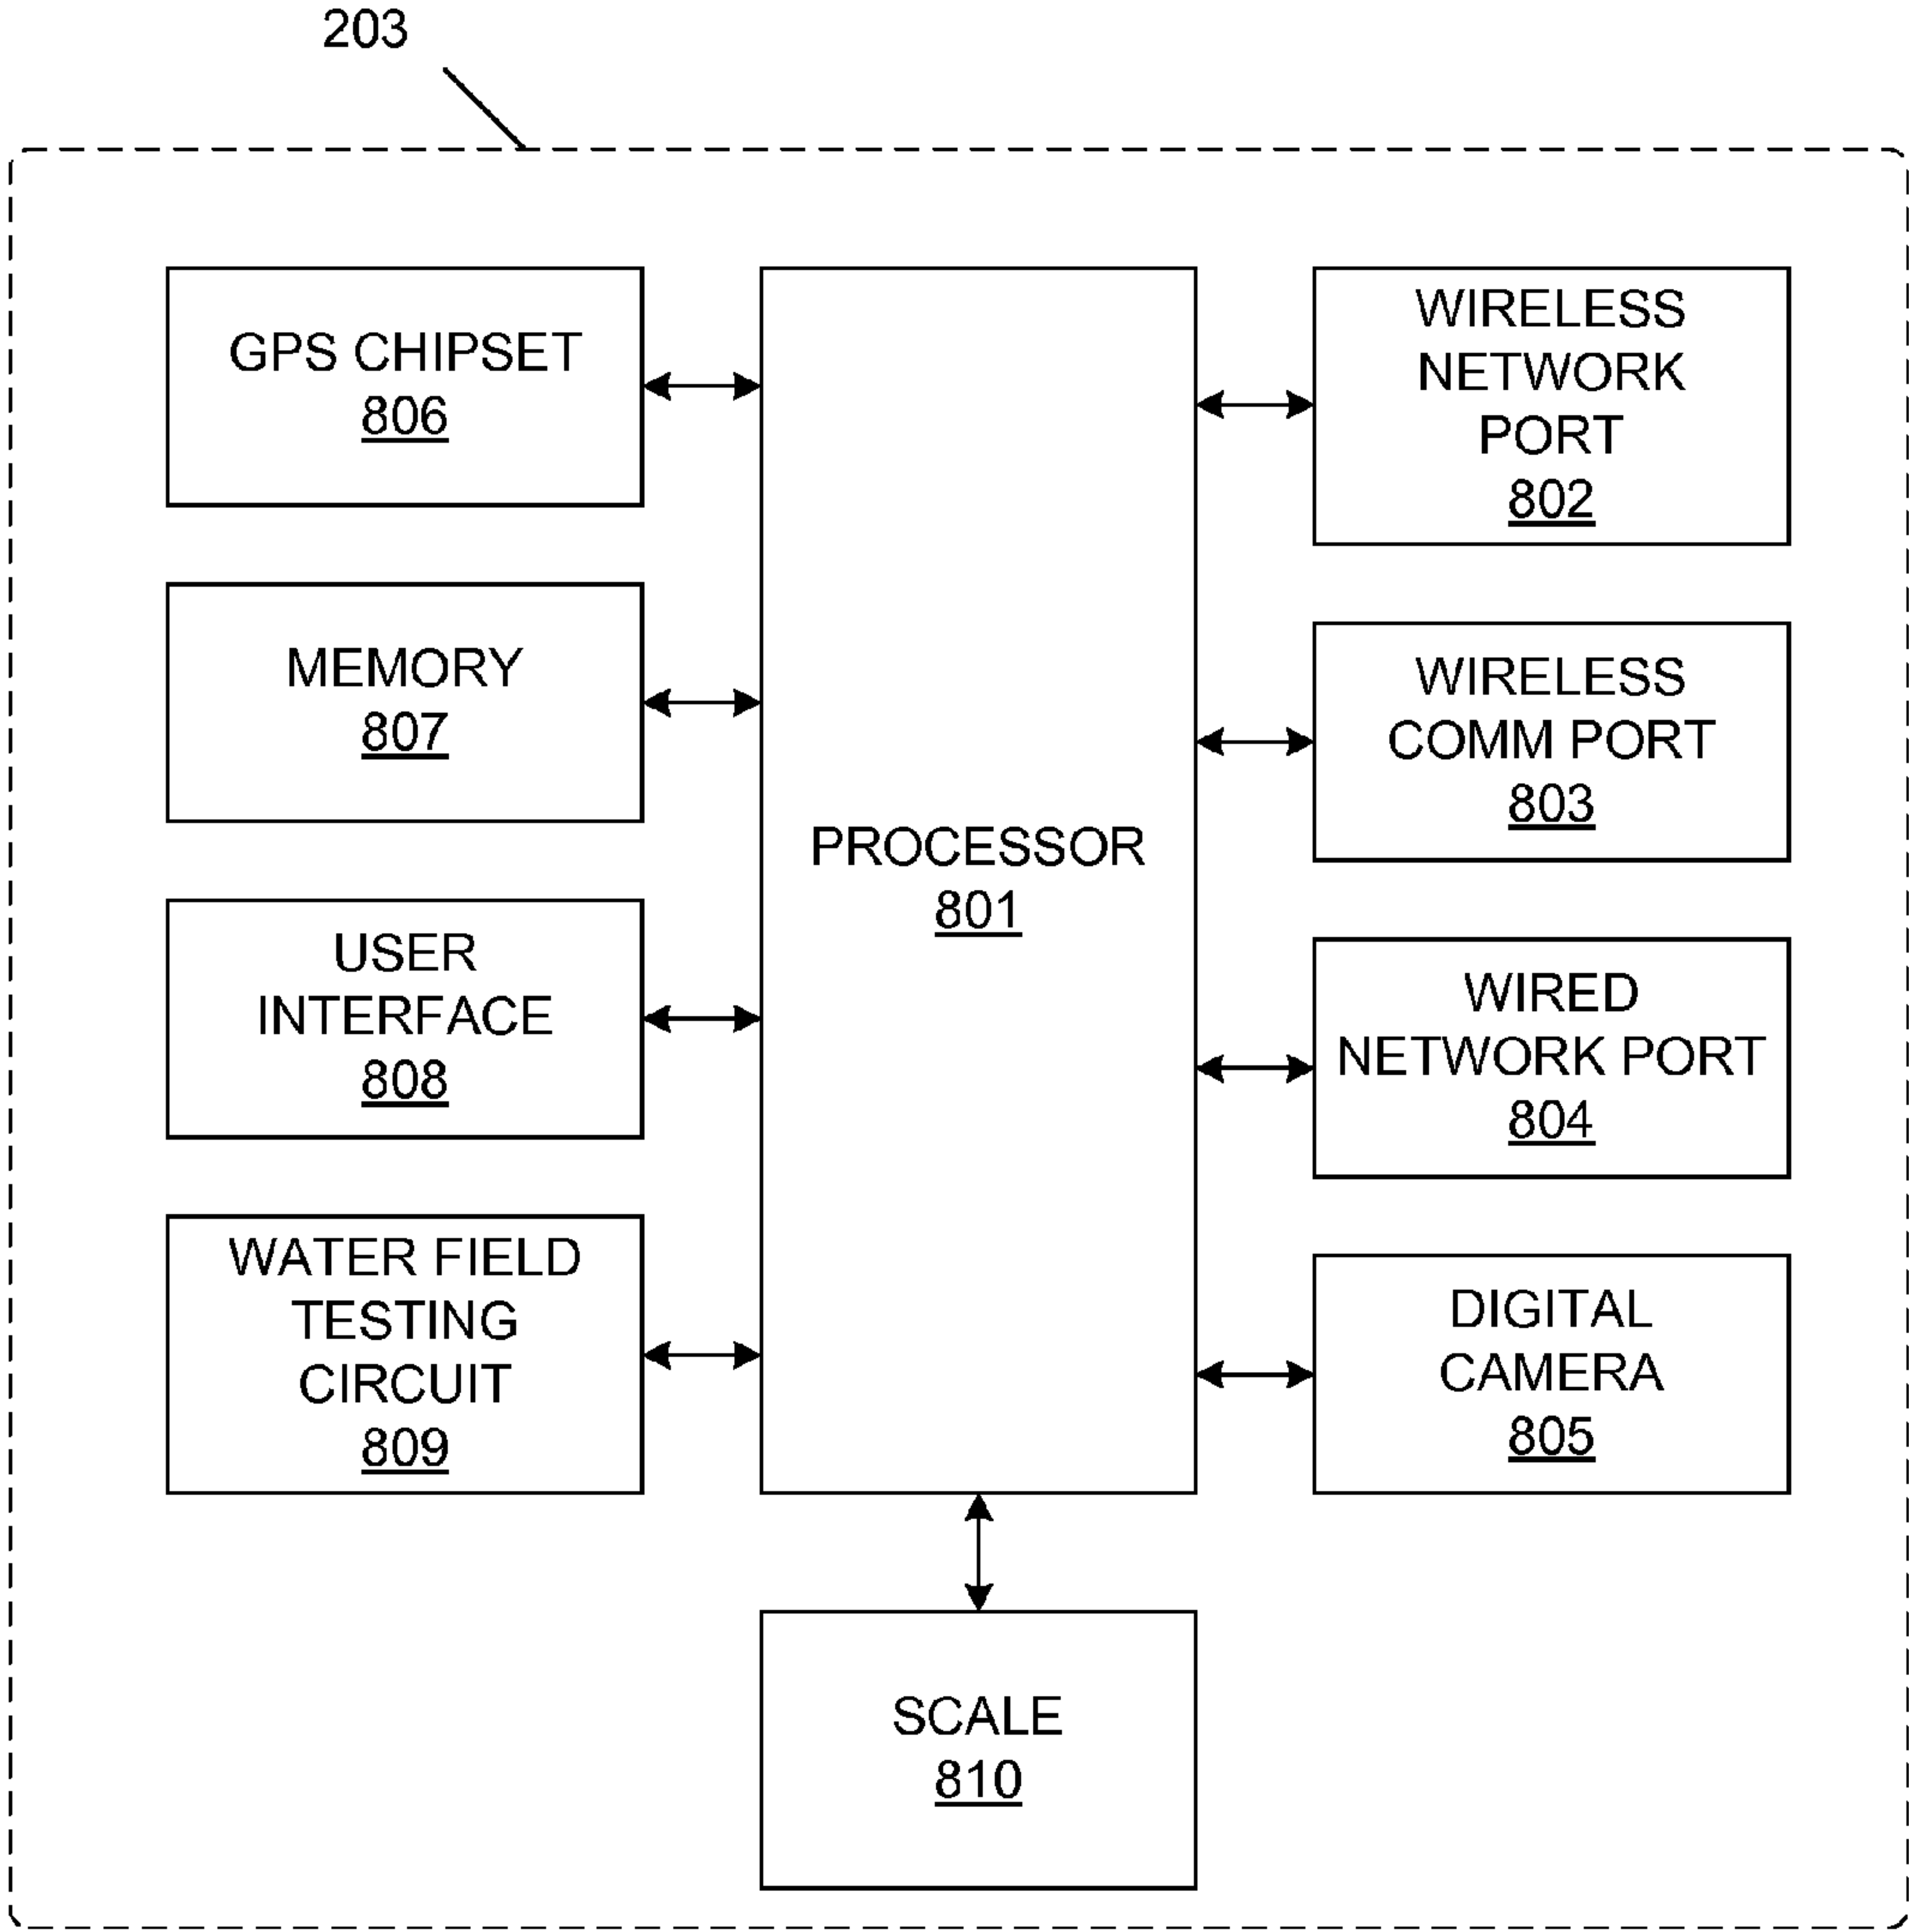 203
GPS CHIPSET
806
MEMORY
807
USER
INTERFACE
808
WATER FIELD
TESTING
CIRCUIT
809
PROCESSOR
801
SCALE
810
WIRELESS
NETWORK
PORT
802
WIRELESS
COMM PORT
803
WIRED
NETWORK PORT
804
DIGITAL
CAMERA
805